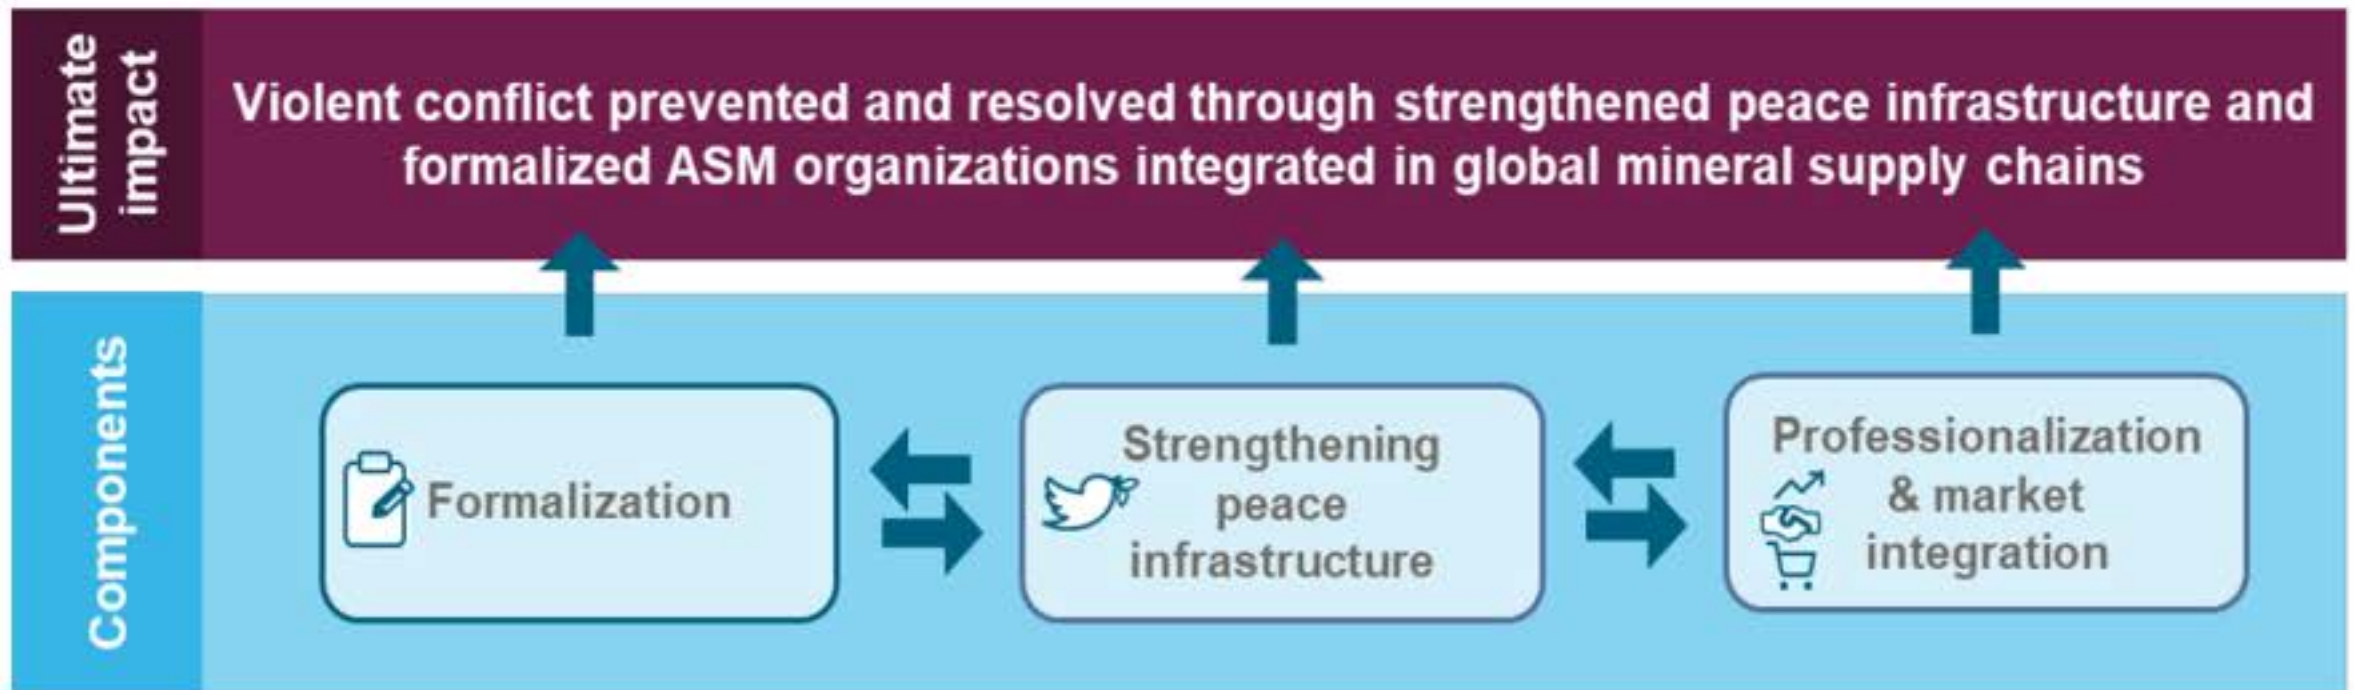 Ultimate
impact
Violent conflict prevented and resolved through strengthened peace infrastructure and
formalized ASM organizations integrated in global mineral supply chains
Components
Formalization
Strengthening
peace
infrastructure
Professionalization
& market
integration